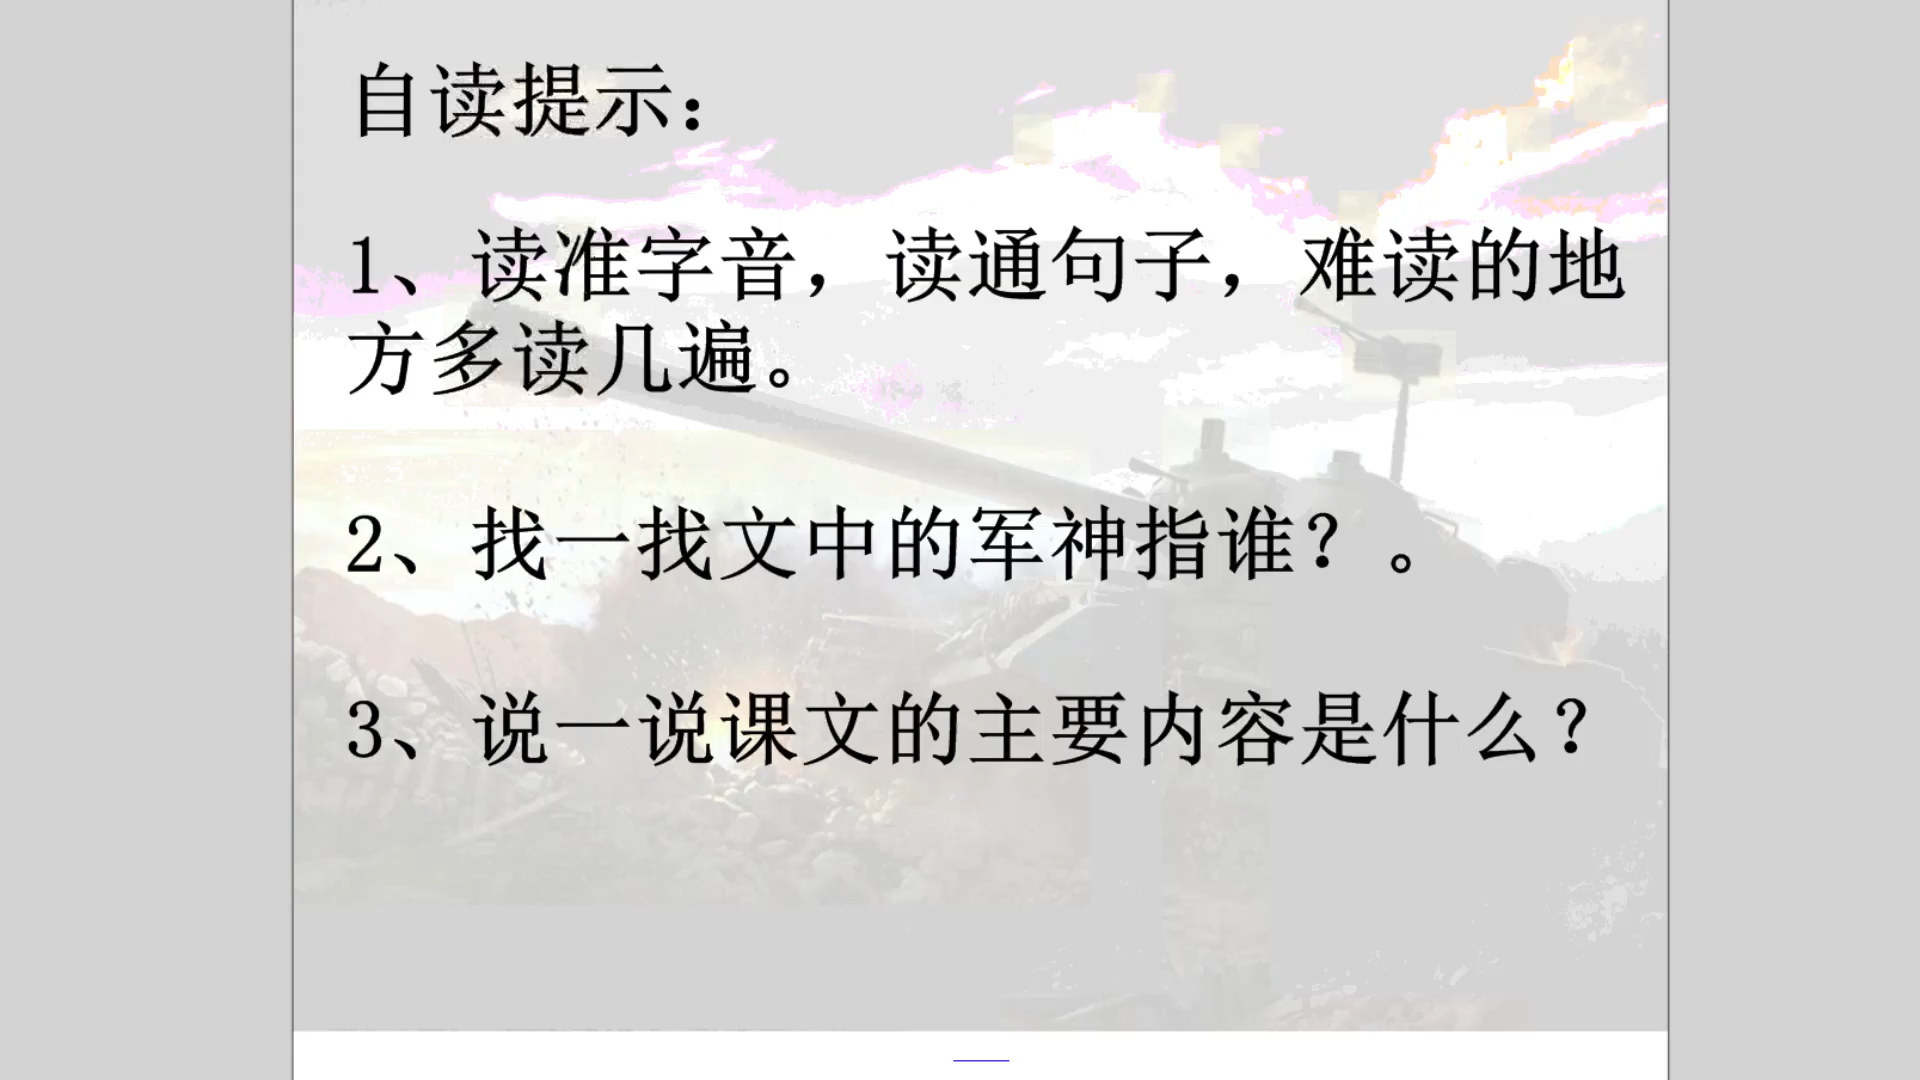 自读提示：
1、读准字音，读通句子，难读的地
方多读几遍。
2、找一找文中的军神指谁？。
3、说一说课文的主要内容是什么？